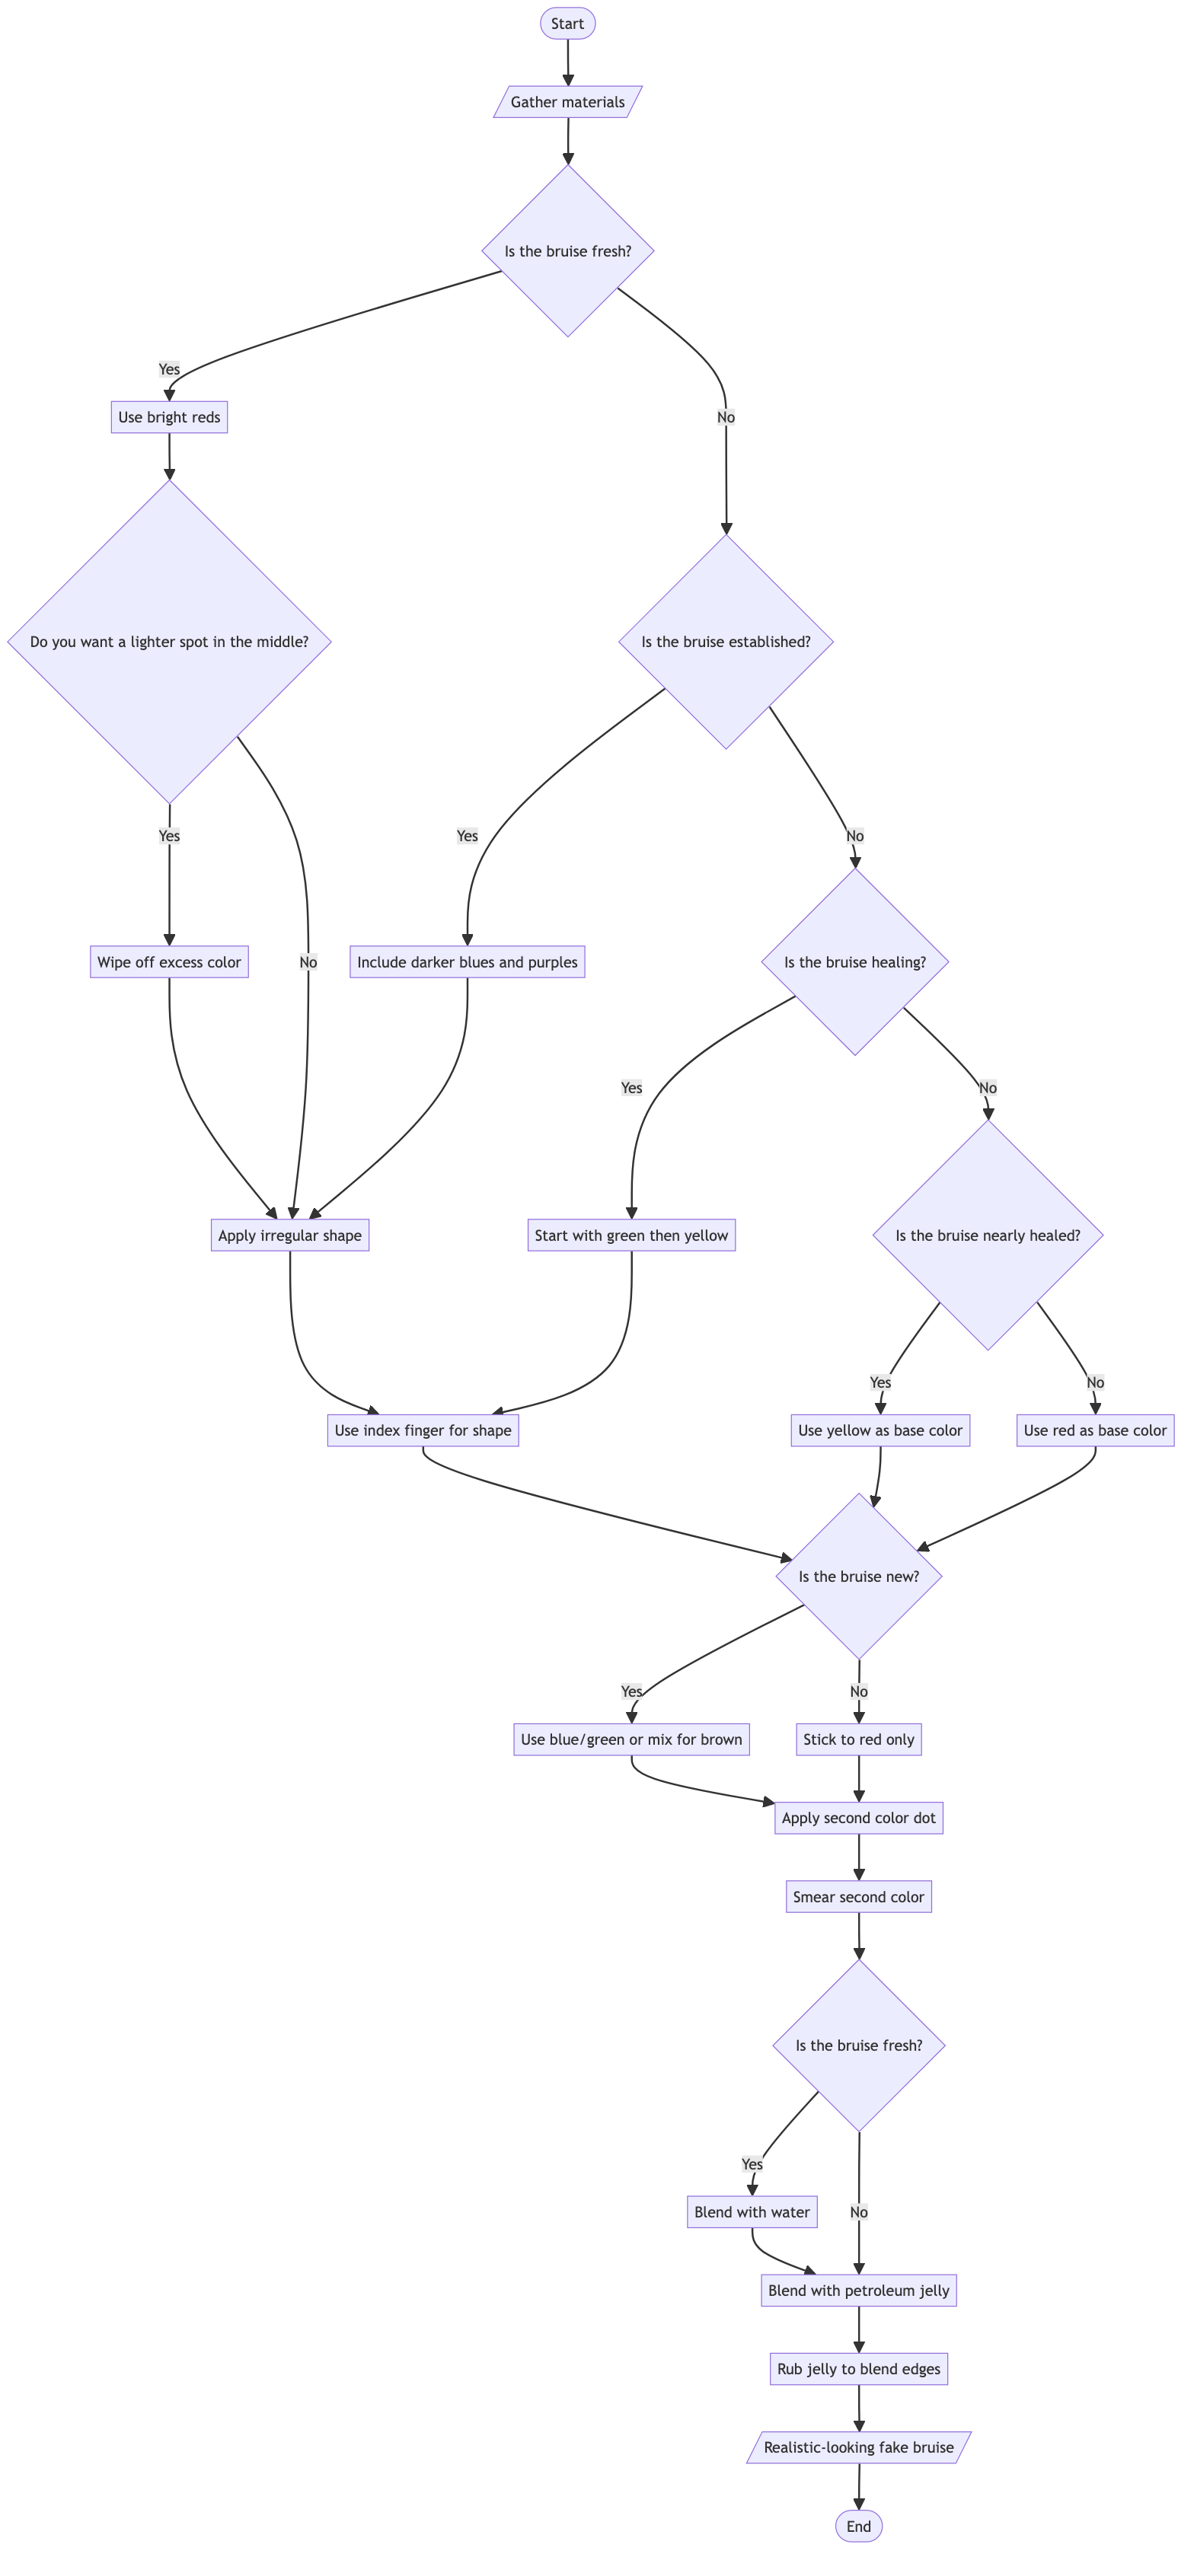 Start
Gather materials
Is the bruise fresh?
Yes
Use bright reds
No
Do you want a lighter spot in the middle?
Is the bruise established?
Yes
Yes
No
Wipe off excess color
No
Include darker blues and purples
Is the bruise healing?
Yes
No
Apply irregular shape
Start with green then yellow
Is the bruise nearly healed?
Yes
No
Use index finger for shape
Use yellow as base color
Use red as base color
Is the bruise new?
Yes
No
Use blue/green or mix for brown
Stick to red only
Apply second color dot
Smear second color
Is the bruise fresh?
Yes
Blend with water
No
Blend with petroleum jelly
Rub jelly to blend edges
Realistic-looking fake bruise
End